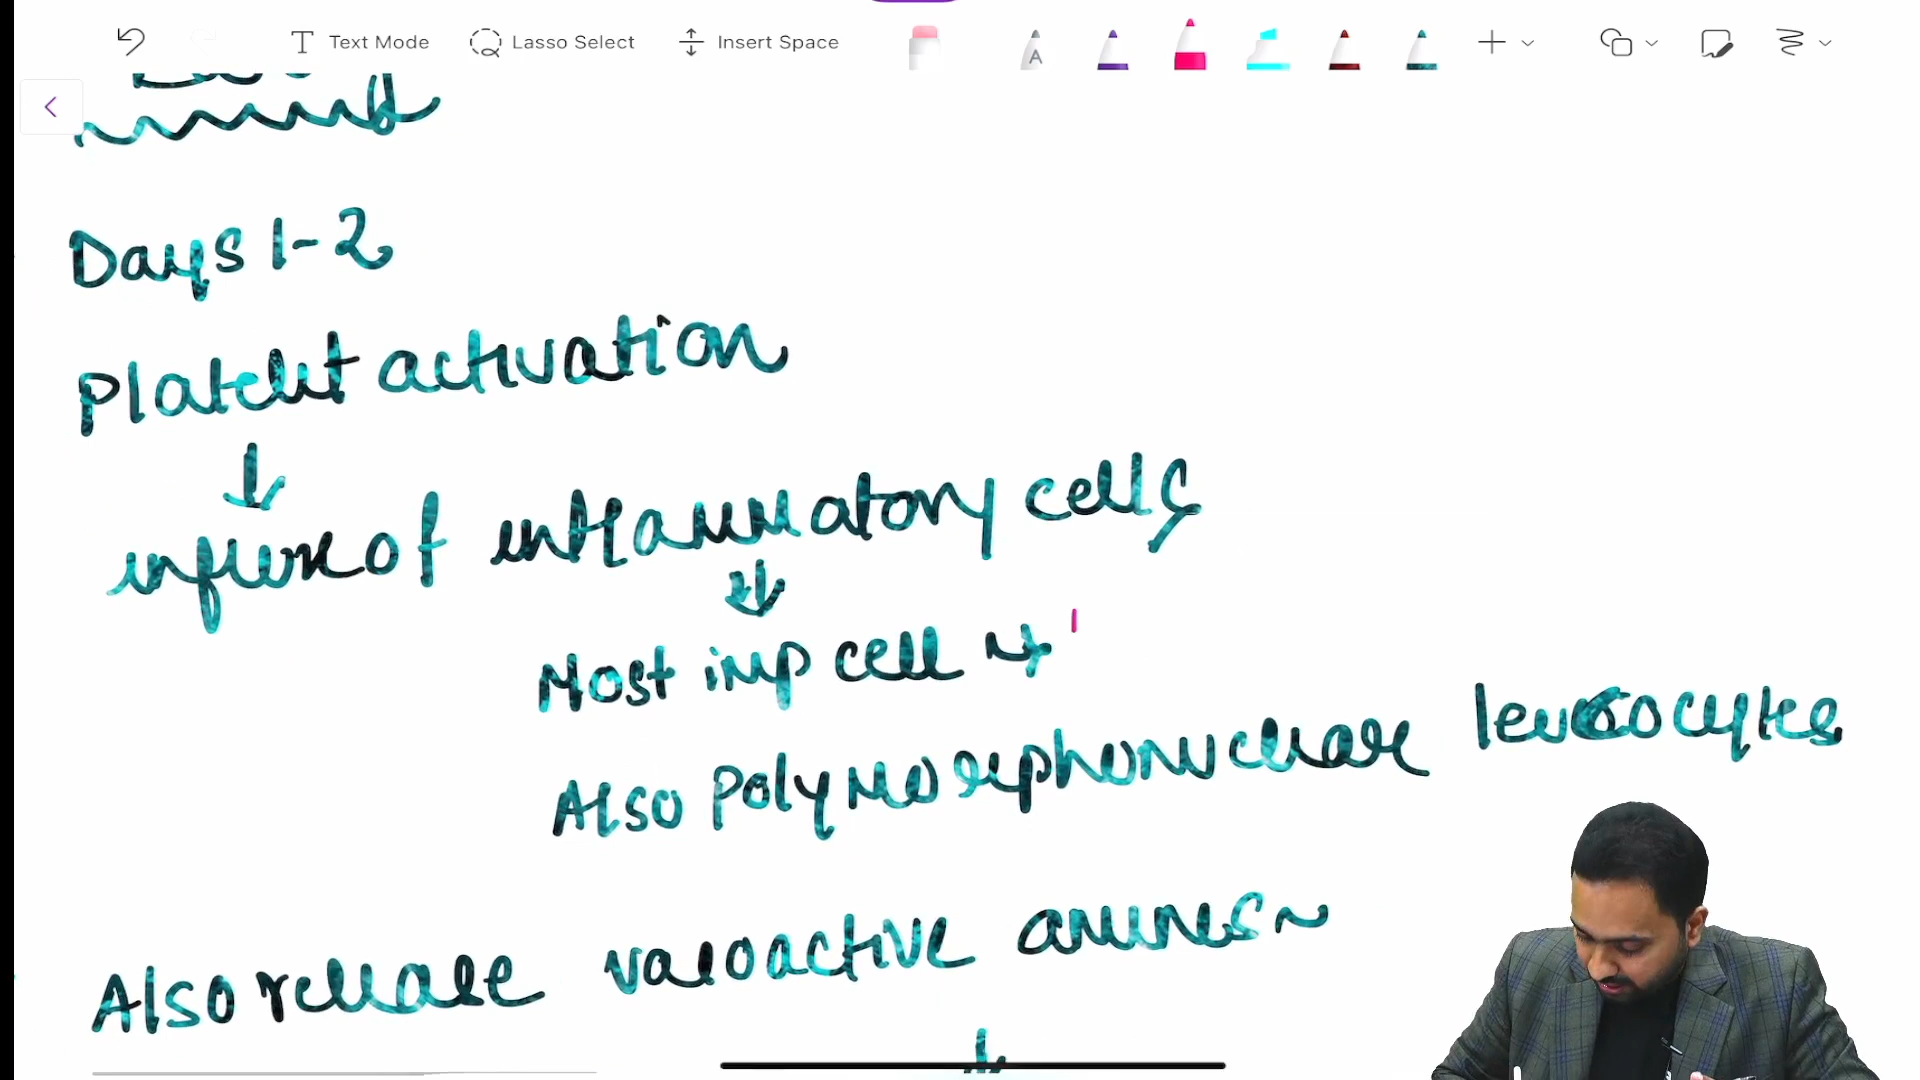 Text Mode Lasso Select Insert Space A
Days 1-2
Platelet activation
↓
influx of inflammatory cells
↓
Most imp cell →
Also Polymorphonuclear leucocytes
Also release vasoactive amines~
↓